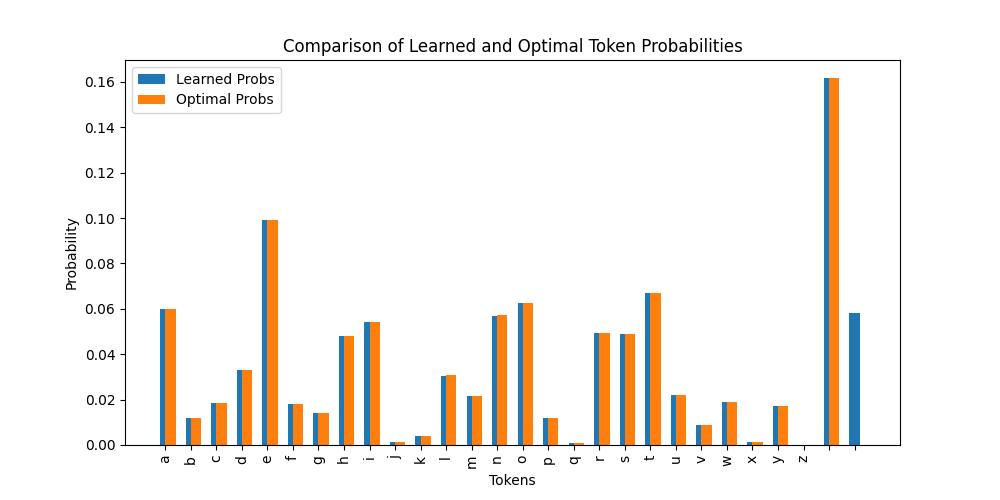 Comparison of Learned and Optimal Token Probabilities
Learned Probs
Optimal Probs
Probability
0.16
0.14
0.12
0.10
0.08
0.06
0.04
0.02
0.00
a b c d e f g h i j k l m n o p q r s t u v w x y z
Tokens